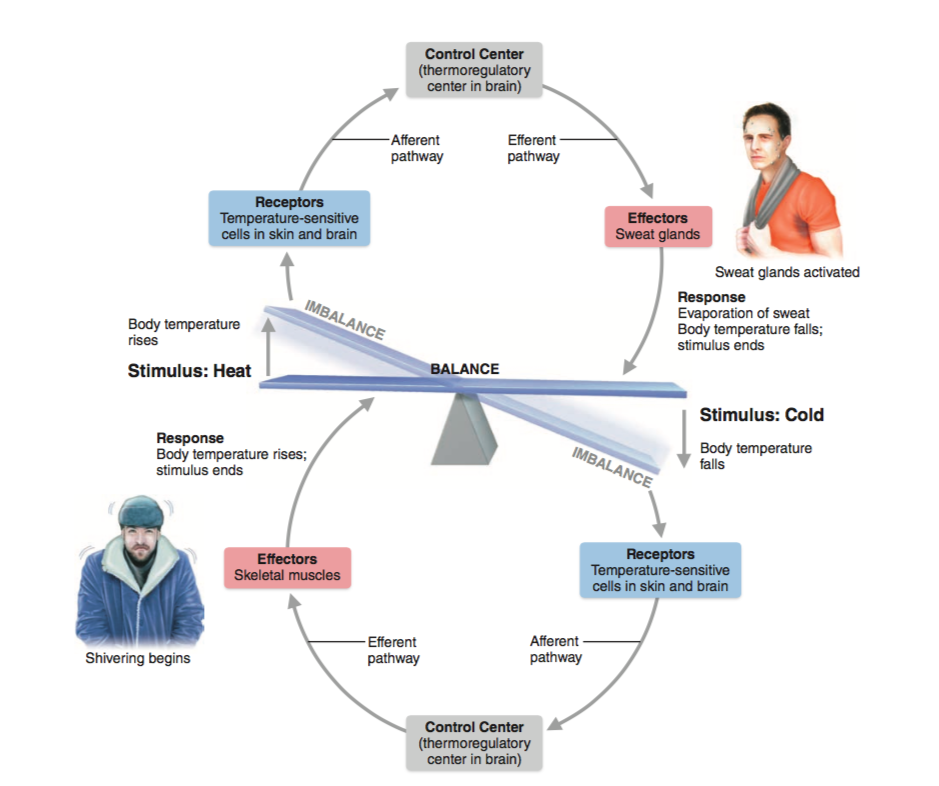 Control Center
(thermoregulatory
center in brain)
Afferent
pathway
Efferent
pathway
Receptors
Temperature-sensitive
cells in skin and brain
Effectors
Sweat glands
Sweat glands activated
Response
Evaporation of sweat
Body temperature falls;
stimulus ends
IMBALANCE
Body temperature
rises
Stimulus: Heat
BALANCE
Stimulus: Cold
Body temperature
falls
IMBALANCE
Response
Body temperature rises;
stimulus ends
Effectors
Skeletal muscles
Shivering begins
Receptors
Temperature-sensitive
cells in skin and brain
Efferent
pathway
Afferent
pathway
Control Center
(thermoregulatory
center in brain)